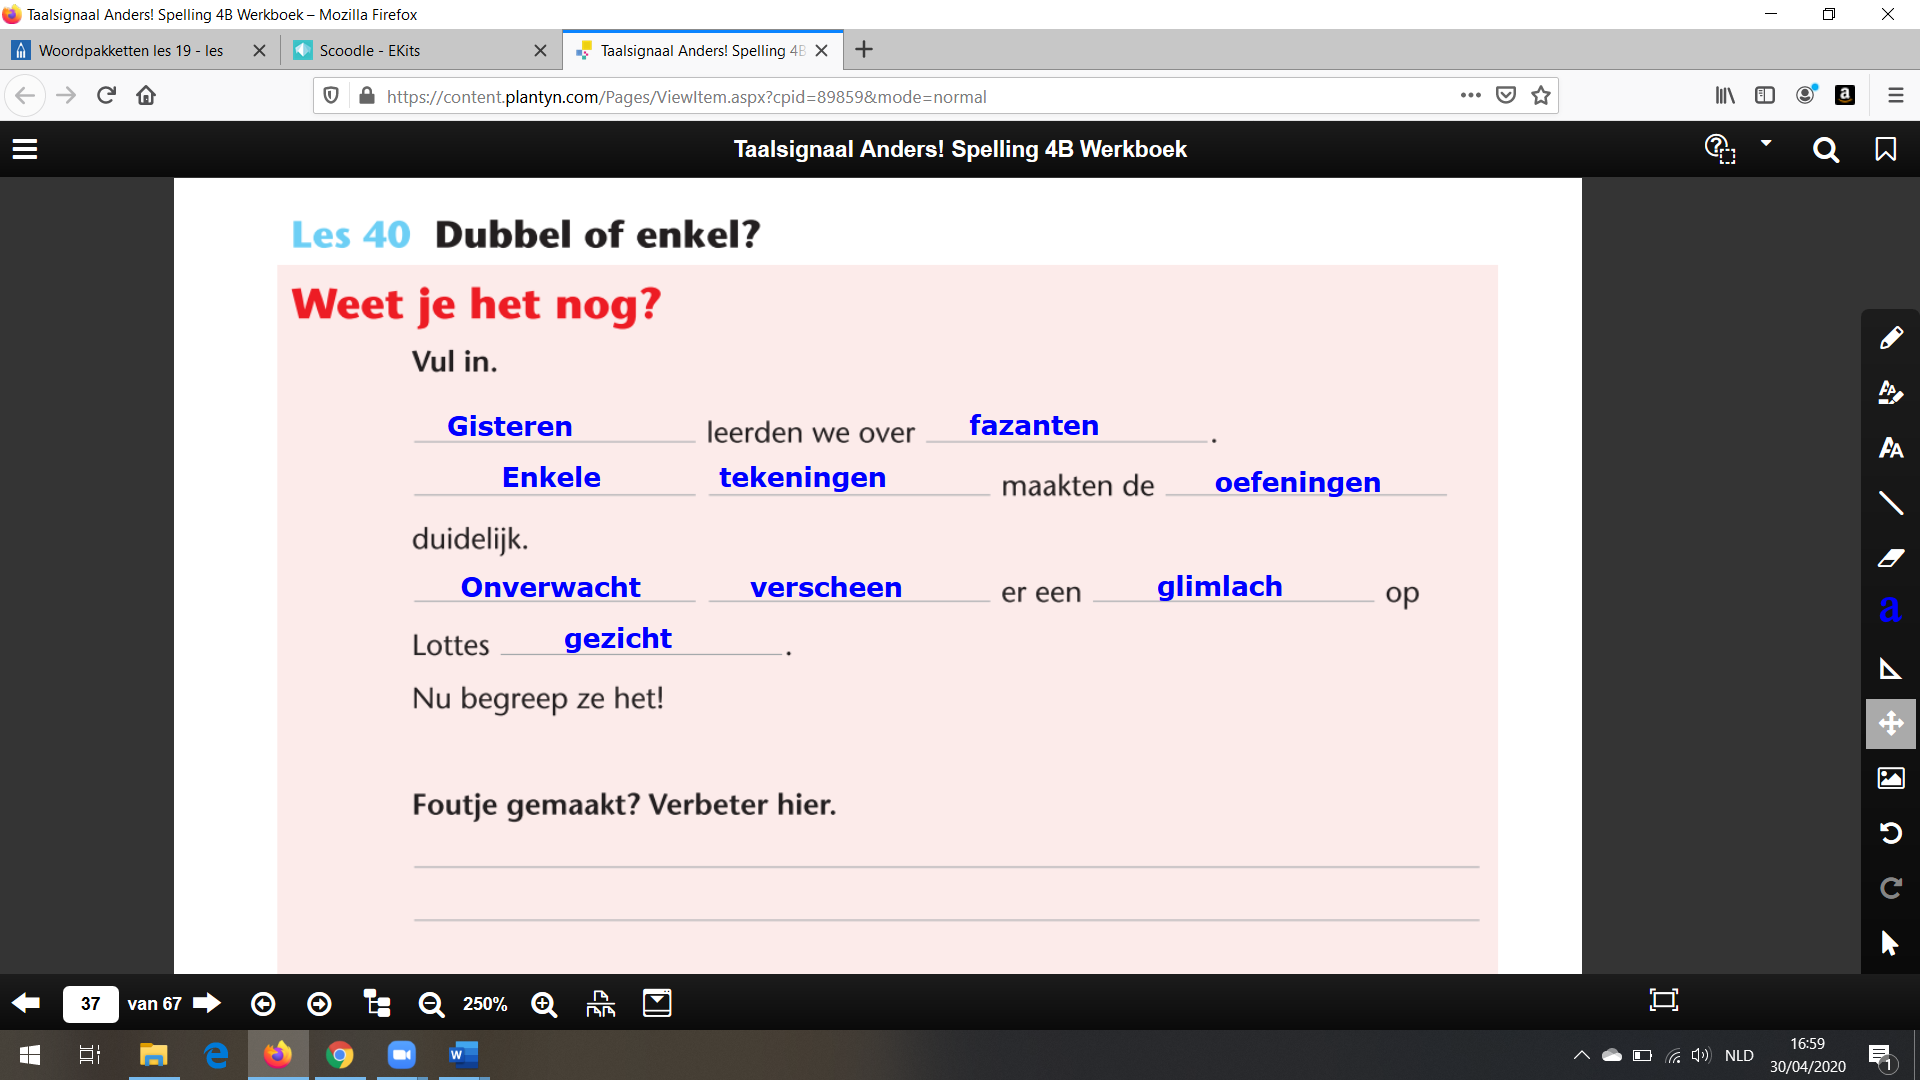 Taalsignaal Anders! Spelling 4B Werkboek – Mozilla Firefox
Woordpakketten les 19 - les
Scoodle - EKits
Taalsignaal Anders! Spelling 4B
https://content.plantyn.com/Pages/ViewItem.aspx?cpid=89859&mode=normal
Taalsignaal Anders! Spelling 4B Werkboek
Les 40 Dubbel of enkel?
Weet je het nog?
Vul in.
Gisteren leerden we over fazanten .
Enkele tekeningen maakten de oefeningen
duidelijk.
Onverwacht verscheen er een glimlach op
Lottes gezicht .
Nu begreep ze het!
Foutje gemaakt? Verbeter hier.
37 van 67 250%
NLD
16:59
30/04/2020
1